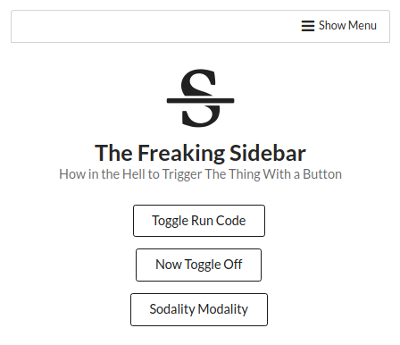 Show Menu
S
The Freaking Sidebar
How in the Hell to Trigger The Thing With a Button
Toggle Run Code
Now Toggle Off
Sodality Modality